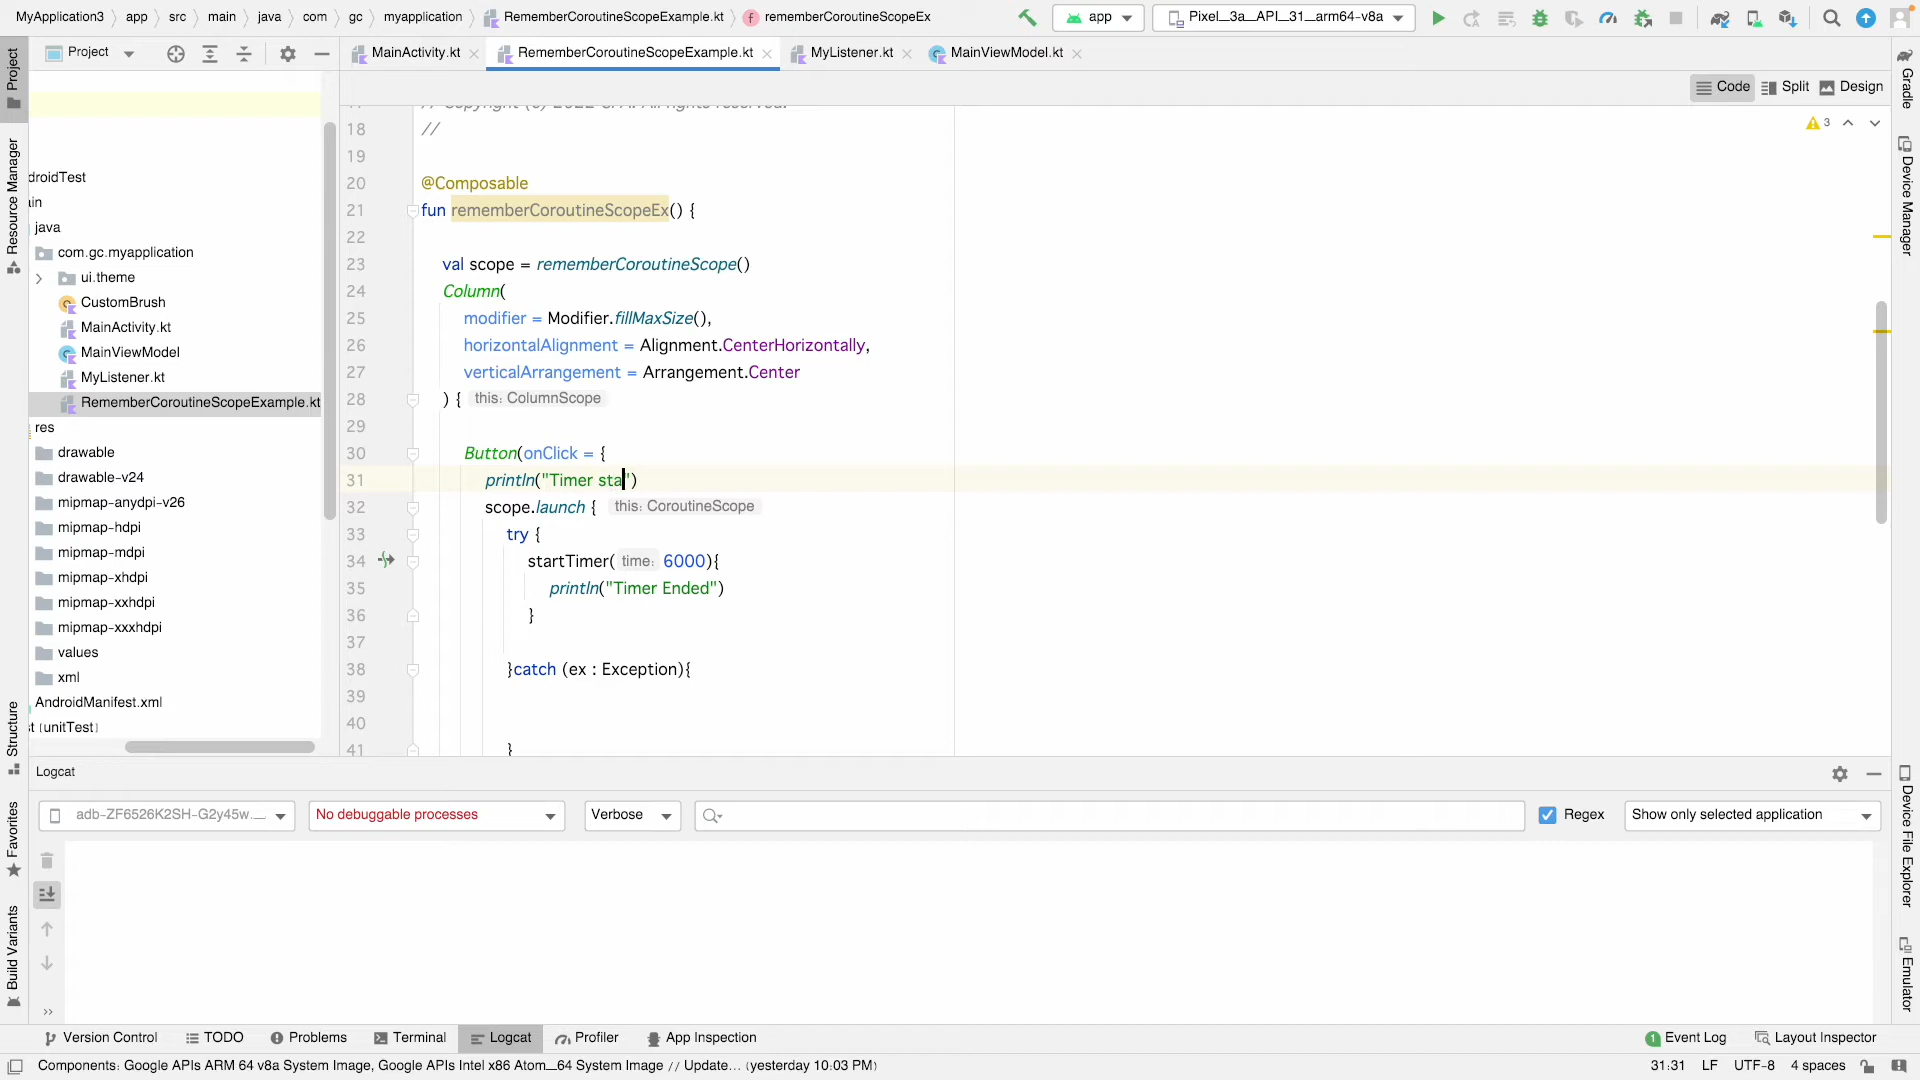 MyApplication3 app src main java com gc myapplication RememberCoroutineScopeExample.kt rememberCoroutineScopeEx app Pixel_3a_API_31_arm64-v8a
Project
MainActivity.kt RememberCoroutineScopeExample.kt MyListener.kt MainViewModel.kt
Code Split Design
Project
Resource Manager
Structure
Favorites
Build Variants
Gradle
Device Manager
Device File Explorer
Emulator
droidTest
in
java
com.gc.myapplication
ui.theme
CustomBrush
MainActivity.kt
MainViewModel
MyListener.kt
RememberCoroutineScopeExample.kt
res
drawable
drawable-v24
mipmap-anydpi-v26
mipmap-hdpi
mipmap-mdpi
mipmap-xhdpi
mipmap-xxhdpi
mipmap-xxxhdpi
values
xml
AndroidManifest.xml
st [unitTest]
3
18 //
19
20 @Composable
21 fun rememberCoroutineScopeEx() {
22
23 val scope = rememberCoroutineScope()
24 Column(
25 modifier = Modifier.fillMaxSize(),
26 horizontalAlignment = Alignment.CenterHorizontally,
27 verticalArrangement = Arrangement.Center
28 ) { this: ColumnScope
29
30 Button(onClick = {
31 println("Timer sta")
32 scope.launch { this: CoroutineScope
33 try {
34 startTimer( time: 6000){
35 println("Timer Ended")
36 }
37
38 }catch (ex : Exception){
39
40
41 }
Logcat
adb-ZF6526K2SH-G2y45w.... No debuggable processes Verbose Regex Show only selected application
Version Control TODO Problems Terminal Logcat Profiler App Inspection 1 Event Log Layout Inspector
Components: Google APIs ARM 64 v8a System Image, Google APIs Intel x86 Atom_64 System Image // Update... (yesterday 10:03 PM) 31:31 LF UTF-8 4 spaces